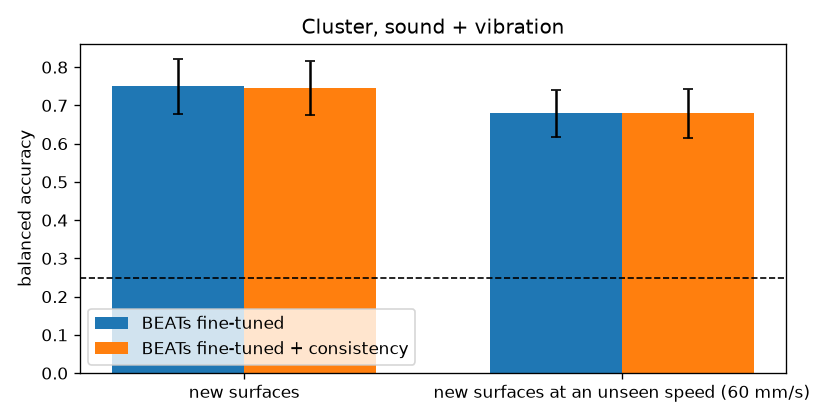 Cluster, sound + vibration
balanced accuracy
0.8
0.7
0.6
0.5
0.4
0.3
0.2
0.1
0.0
BEATs fine-tuned
BEATs fine-tuned + consistency
new surfaces
new surfaces at an unseen speed (60 mm/s)